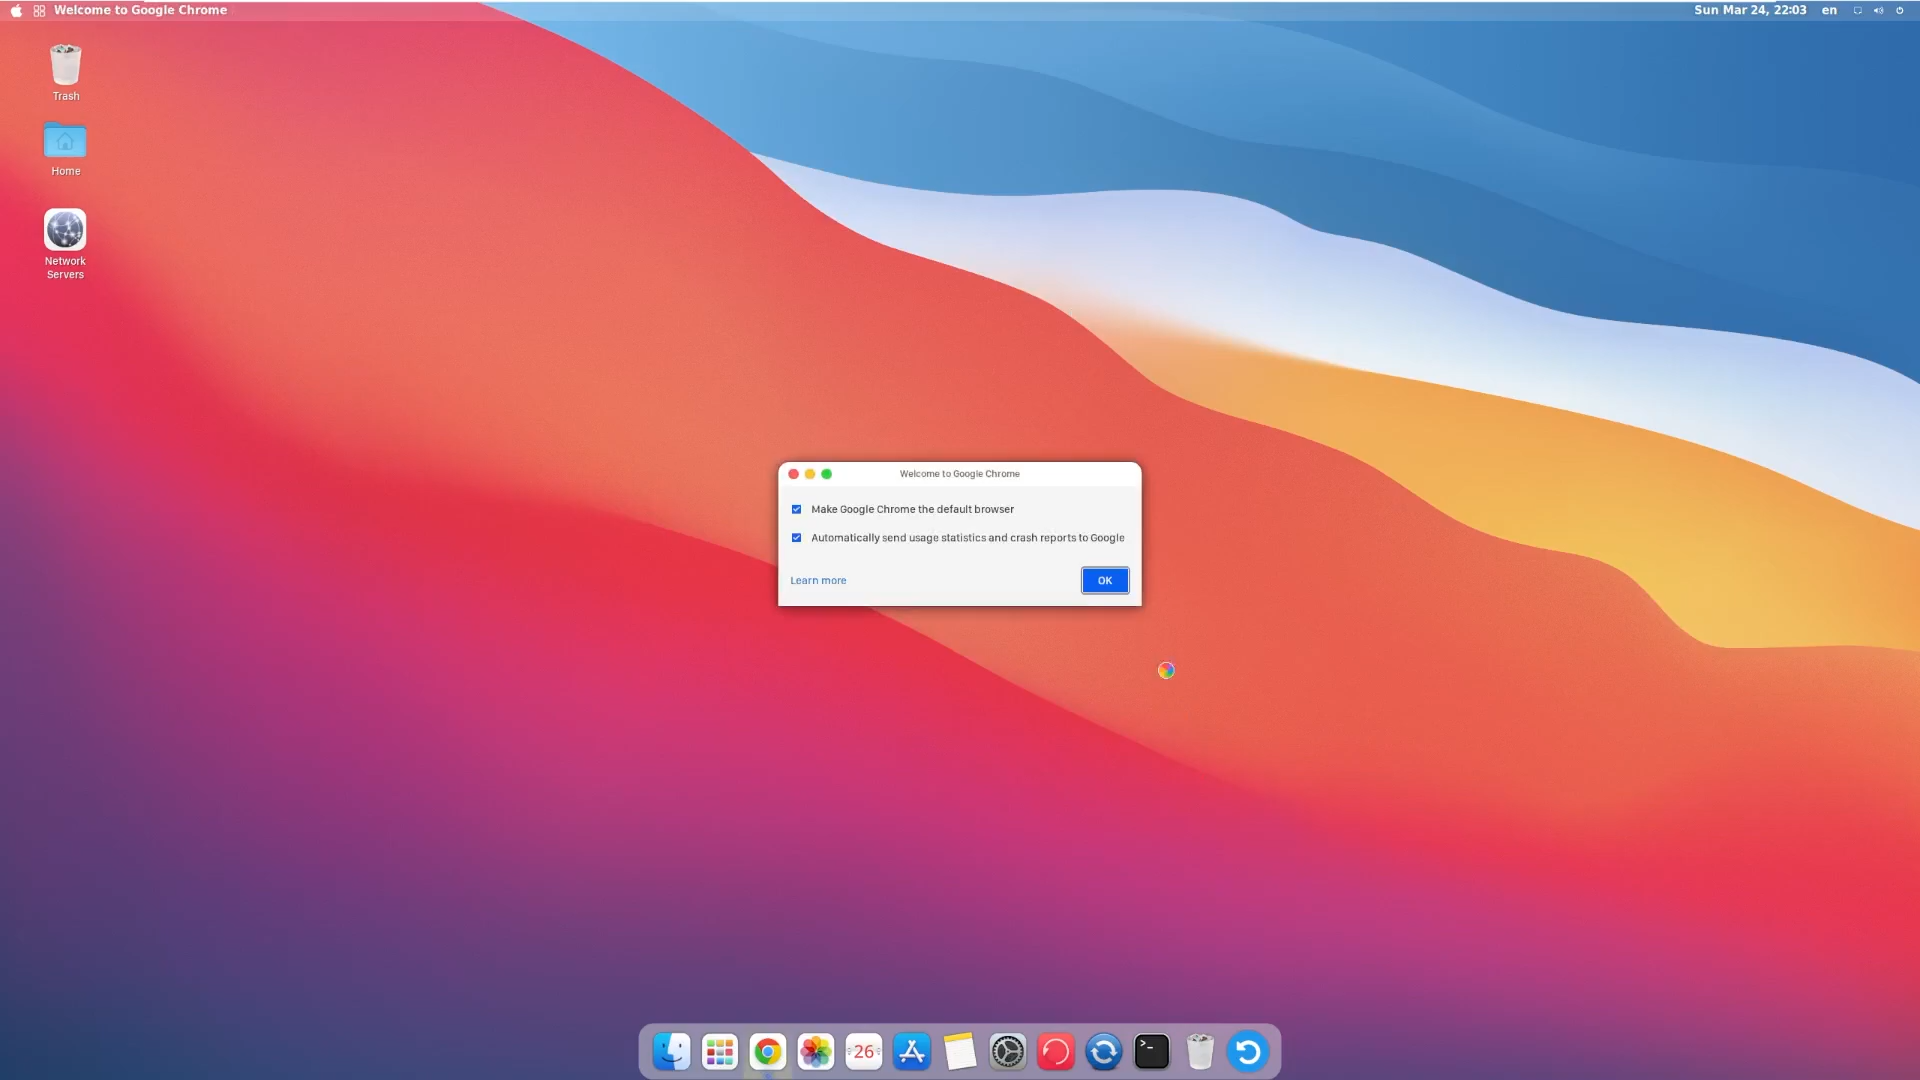 Welcome to Google Chrome
Sun Mar 24, 22:03 en
Trash
Home
Network
Servers
Welcome to Google Chrome
Make Google Chrome the default browser
Automatically send usage statistics and crash reports to Google
Learn more
OK
26
>_